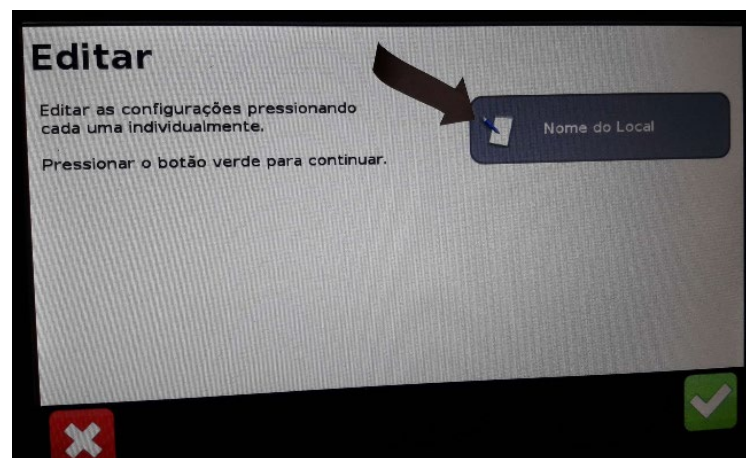 Editar
Editar as configurações pressionando
cada uma individualmente.
Pressionar o botão verde para continuar.
Nome do Local